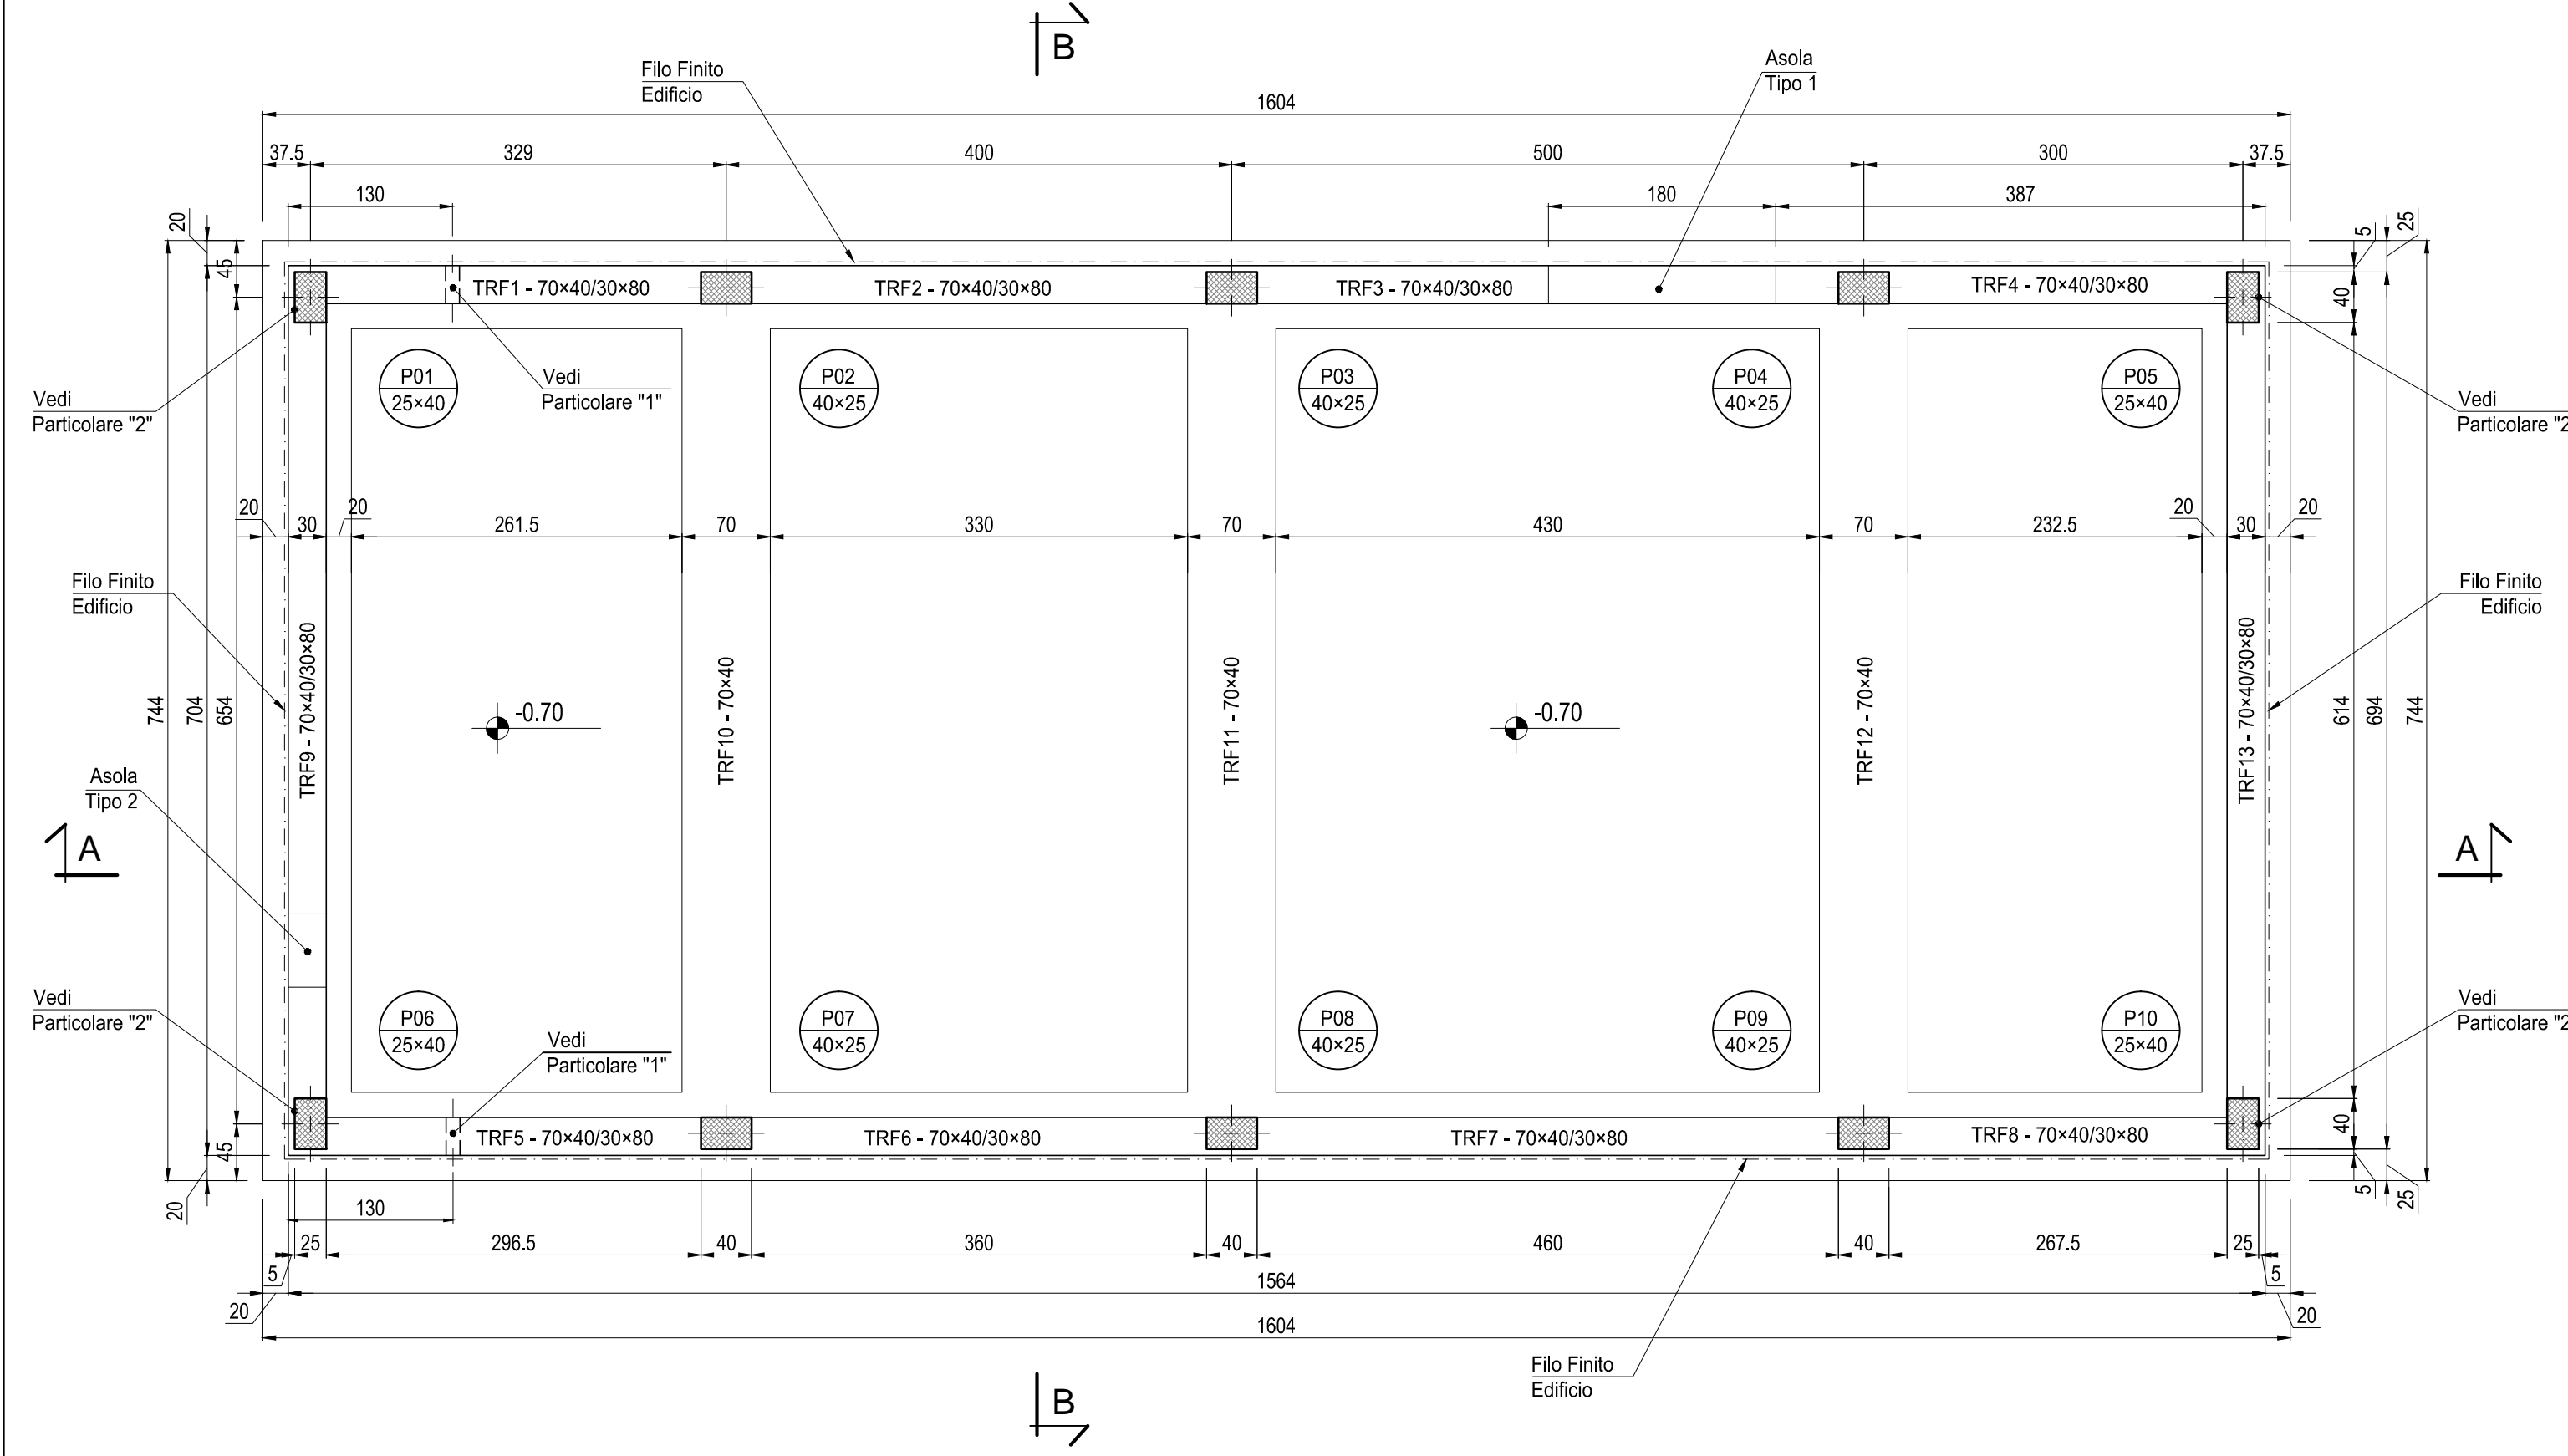 B
Filo Finito
Edificio
Asola
Tipo 1
1604
37.5 329 400 500 300 37.5
130 180 387
20 45 5 25
TRF1 - 70×40/30×80 TRF2 - 70×40/30×80 TRF3 - 70×40/30×80 TRF4 - 70×40/30×80
40
P01 P02 P03 P04 P05
25×40 40×25 40×25 40×25 25×40
Vedi
Particolare "1"
Vedi
Particolare "2"
Vedi
Particolare "2
20 30 20 261.5 70 330 70 430 70 232.5 20 30 20
Filo Finito
Edificio
Filo Finito
Edificio
744 704 654
TRF9 - 70×40/30×80
TRF10 - 70×40
TRF11 - 70×40
TRF12 - 70×40
TRF13 - 70×40/30×80
614 694 744
-0.70 -0.70
Asola
Tipo 2
A A
Vedi
Particolare "2"
Vedi
Particolare "2
P06 P07 P08 P09 P10
25×40 40×25 40×25 40×25 25×40
Vedi
Particolare "1"
TRF5 - 70×40/30×80 TRF6 - 70×40/30×80 TRF7 - 70×40/30×80 TRF8 - 70×40/30×80
45 40
20 5 25
130
5 25 296.5 40 360 40 460 40 267.5 25 5
20 1564 20
1604
Filo Finito
Edificio
B